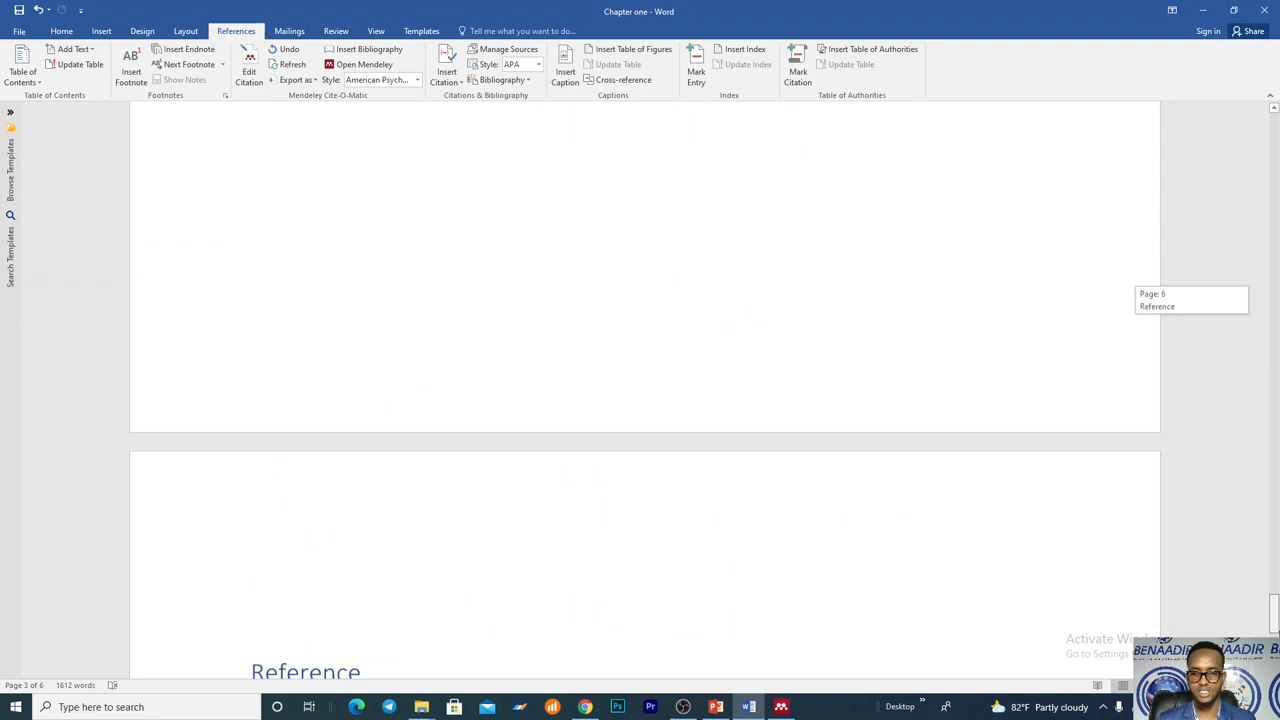 Chapter one - Word
Sign in
Share
File
Home
Insert
Design
Layout
References
Mailings
Review
View
Templates
Tell me what you want to do...
Table of Contents
Add Text
Update Table
Table of Contents
AB1
Insert Footnote
Insert Endnote
Next Footnote
Show Notes
Footnotes
Edit Citation
Undo
Refresh
Export as
Insert Bibliography
Open Mendeley
Style: American Psych...
Mendeley Cite-O-Matic
Insert Citation
Manage Sources
Style: APA
Bibliography
Citations & Bibliography
Insert Caption
Insert Table of Figures
Update Table
Cross-reference
Captions
Mark Entry
Insert Index
Update Index
Index
Mark Citation
Insert Table of Authorities
Update Table
Table of Authorities
Browse Templates
Search Templates
Page: 6
Reference
Reference
Activate Win
Go to Settings
BENAADIR
AADIR
Page 3 of 6
1612 words
Type here to search
Desktop
82°F Partly cloudy